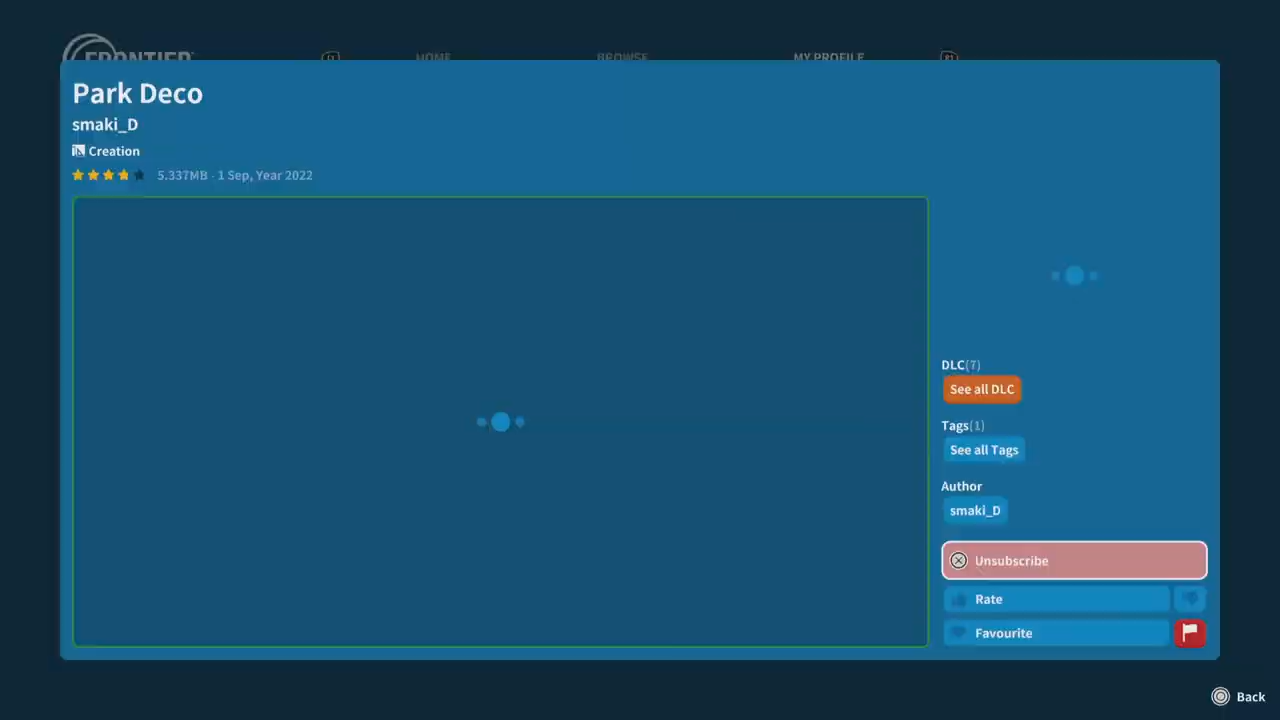 FRONTIER
HOME
BROWSE
MY PROFILE
Park Deco
smaki_D
Creation
5.337MB - 1 Sep, Year 2022
DLC(7)
See all DLC
Tags(1)
See all Tags
Author
smaki_D
Unsubscribe
Rate
Favourite
Back